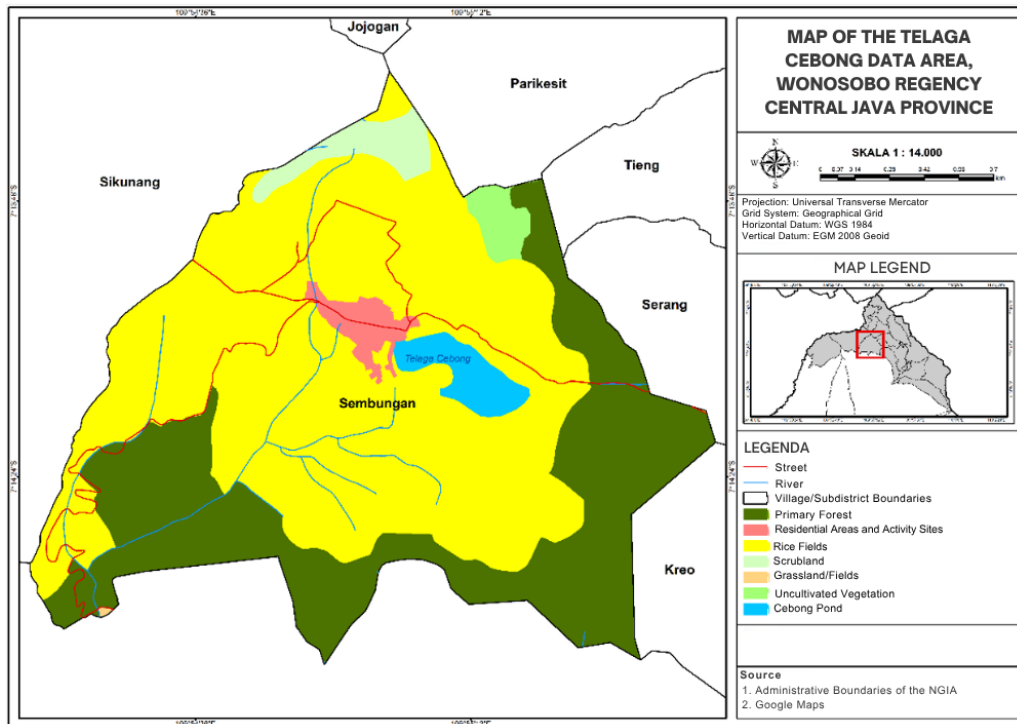 Jojogan
Parikesit
Sikunang
Tieng
Serang
Telaga Cebong
Sembungan
Kreo
MAP OF THE TELAGA
CEBONG DATA AREA,
WONOSOBO REGENCY
CENTRAL JAVA PROVINCE
N
W E
S
SKALA 1 : 14.000
km
Projection: Universal Transverse Mercator
Grid System: Geographical Grid
Horizontal Datum: WGS 1984
Vertical Datum: EGM 2008 Geoid
MAP LEGEND
LEGENDA
Street
River
Village/Subdistrict Boundaries
Primary Forest
Residential Areas and Activity Sites
Rice Fields
Scrubland
Grassland/Fields
Uncultivated Vegetation
Cebong Pond
Source
1. Administrative Boundaries of the NGIA
2. Google Maps